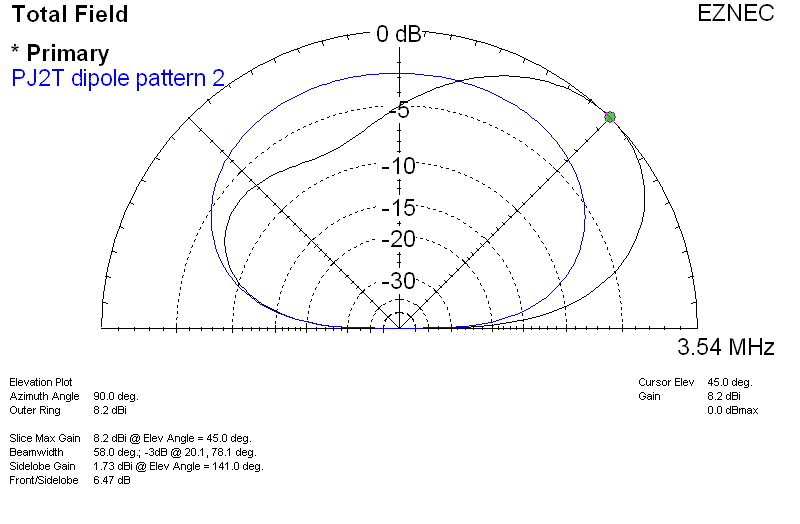 Total Field
EZNEC
* Primary
PJ2T dipole pattern 2
0 dB
-5
-10
-15
-20
-30
3.54 MHz
Elevation Plot
Azimuth Angle 90.0 deg.
Outer Ring 8.2 dBi
Cursor Elev 45.0 deg.
Gain 8.2 dBi
0.0 dBmax
Slice Max Gain 8.2 dBi @ Elev Angle = 45.0 deg.
Beamwidth 58.0 deg.; -3dB @ 20.1, 78.1 deg.
Sidelobe Gain 1.73 dBi @ Elev Angle = 141.0 deg.
Front/Sidelobe 6.47 dB